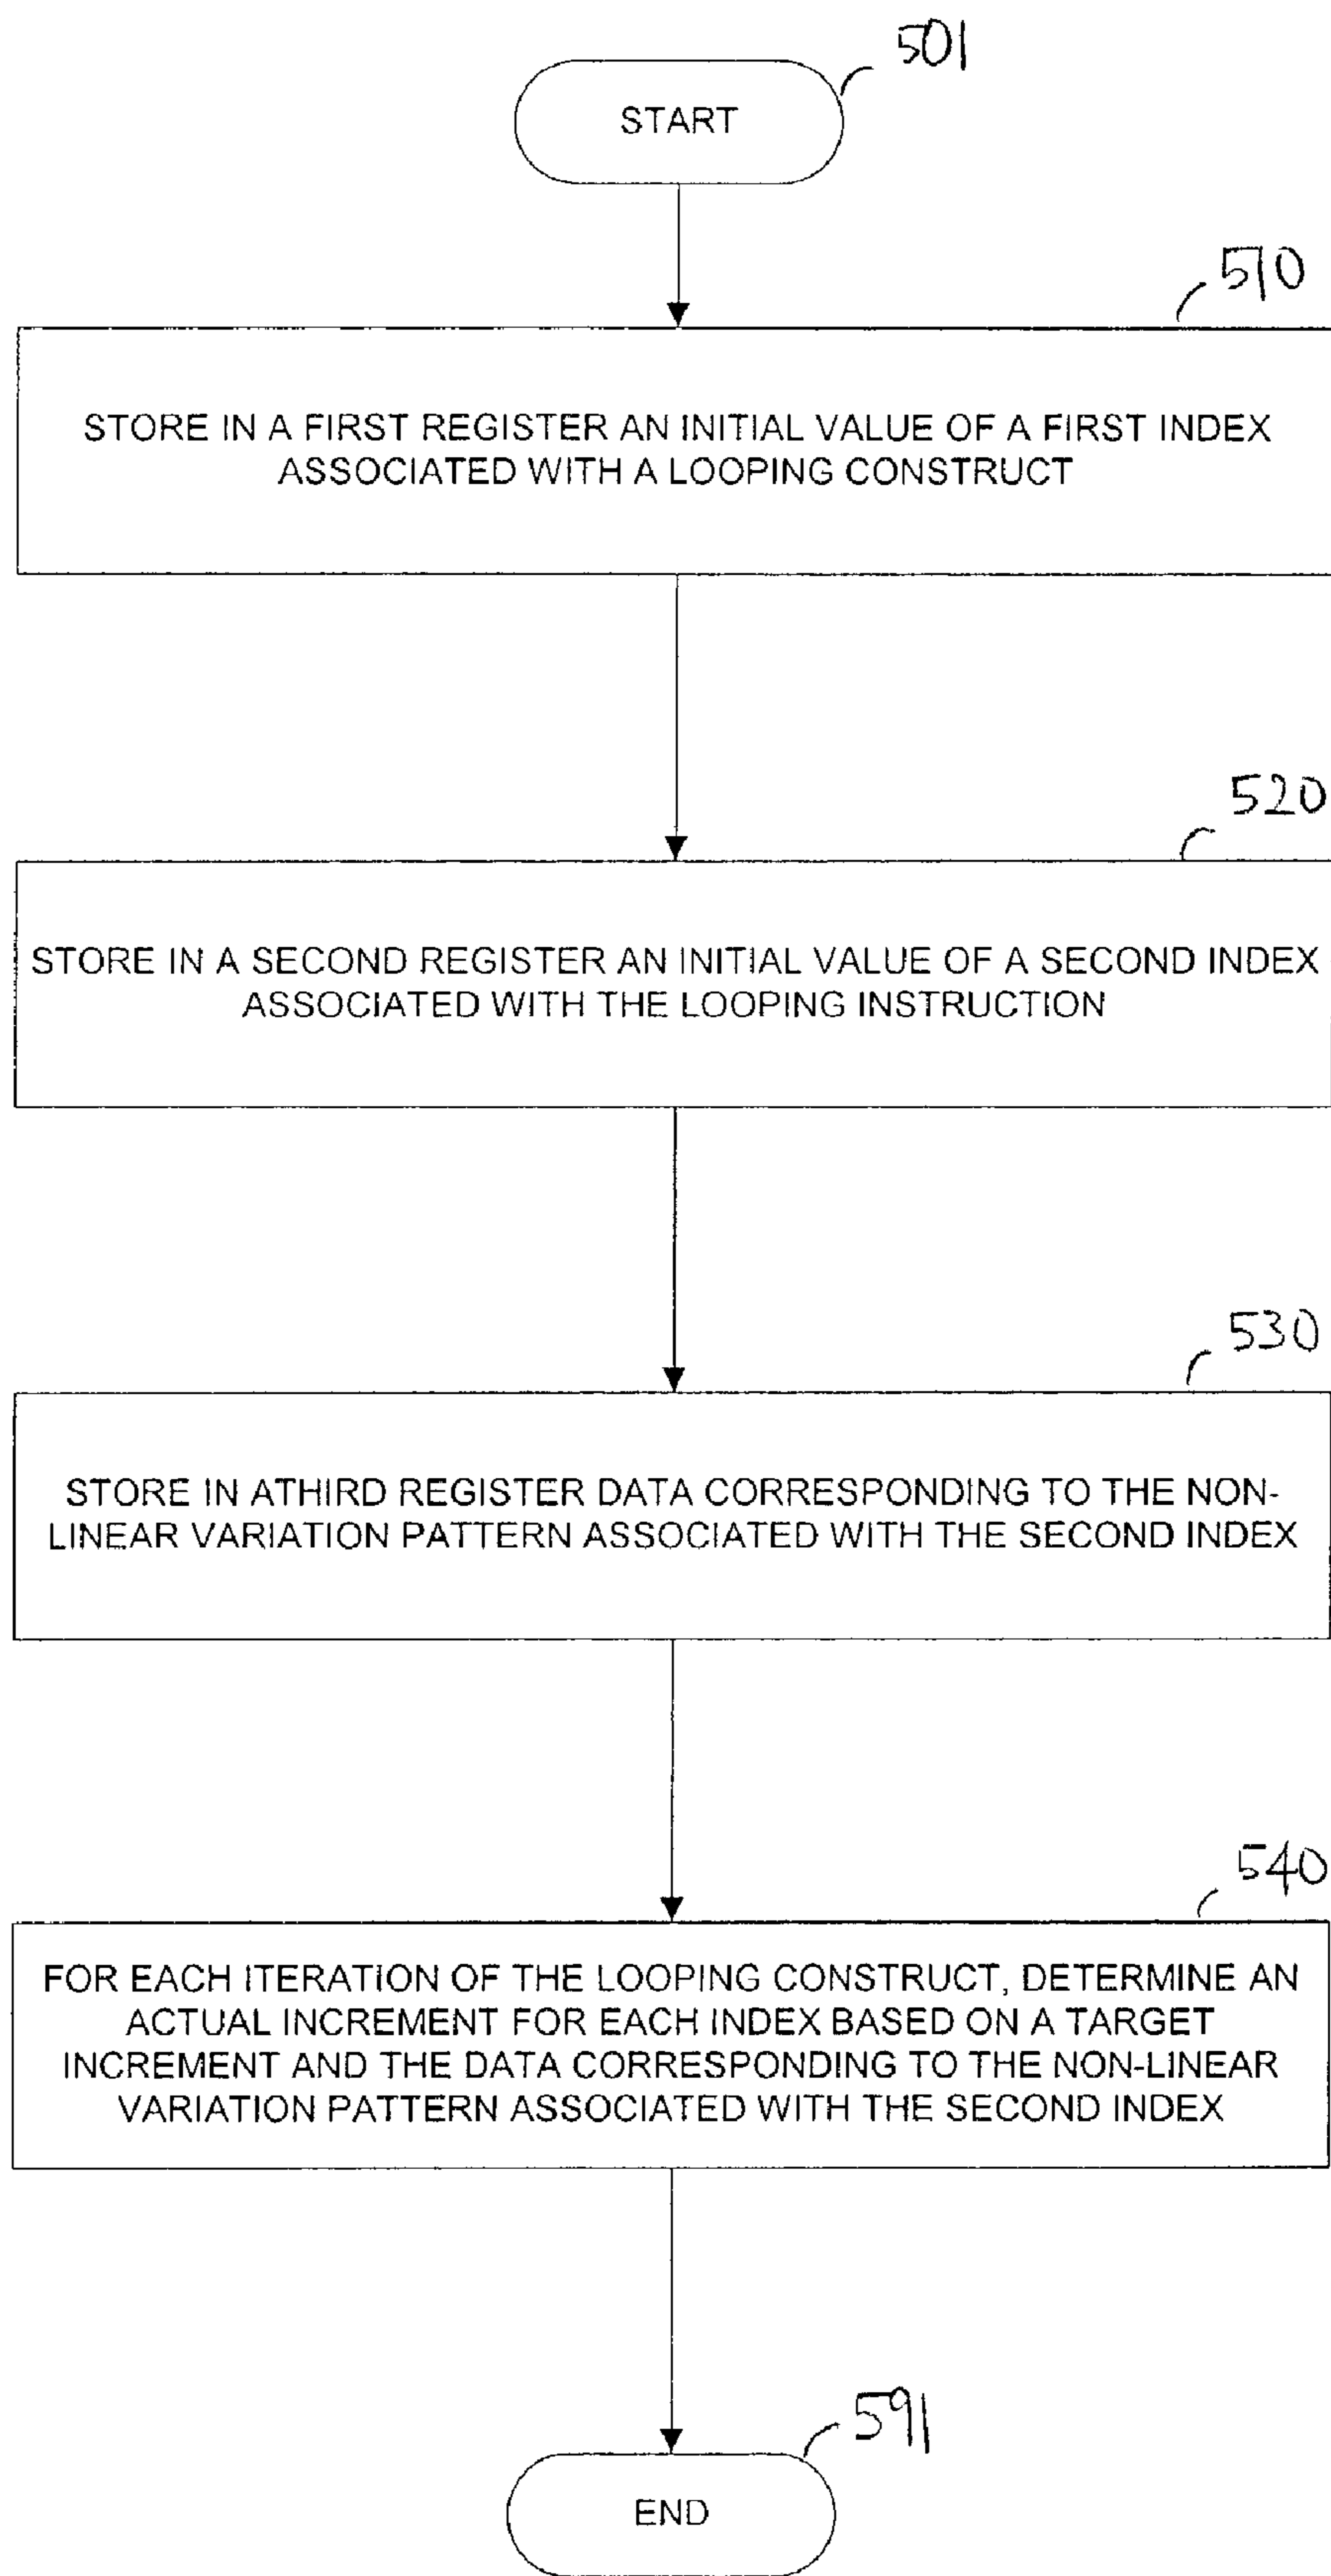 501
START
510
STORE IN A FIRST REGISTER AN INITIAL VALUE OF A FIRST INDEX
ASSOCIATED WITH A LOOPING CONSTRUCT
520
STORE IN A SECOND REGISTER AN INITIAL VALUE OF A SECOND INDEX
ASSOCIATED WITH THE LOOPING INSTRUCTION
530
STORE IN ATHIRD REGISTER DATA CORRESPONDING TO THE NON-
LINEAR VARIATION PATTERN ASSOCIATED WITH THE SECOND INDEX
540
FOR EACH ITERATION OF THE LOOPING CONSTRUCT, DETERMINE AN
ACTUAL INCREMENT FOR EACH INDEX BASED ON A TARGET
INCREMENT AND THE DATA CORRESPONDING TO THE NON-LINEAR
VARIATION PATTERN ASSOCIATED WITH THE SECOND INDEX
591
END